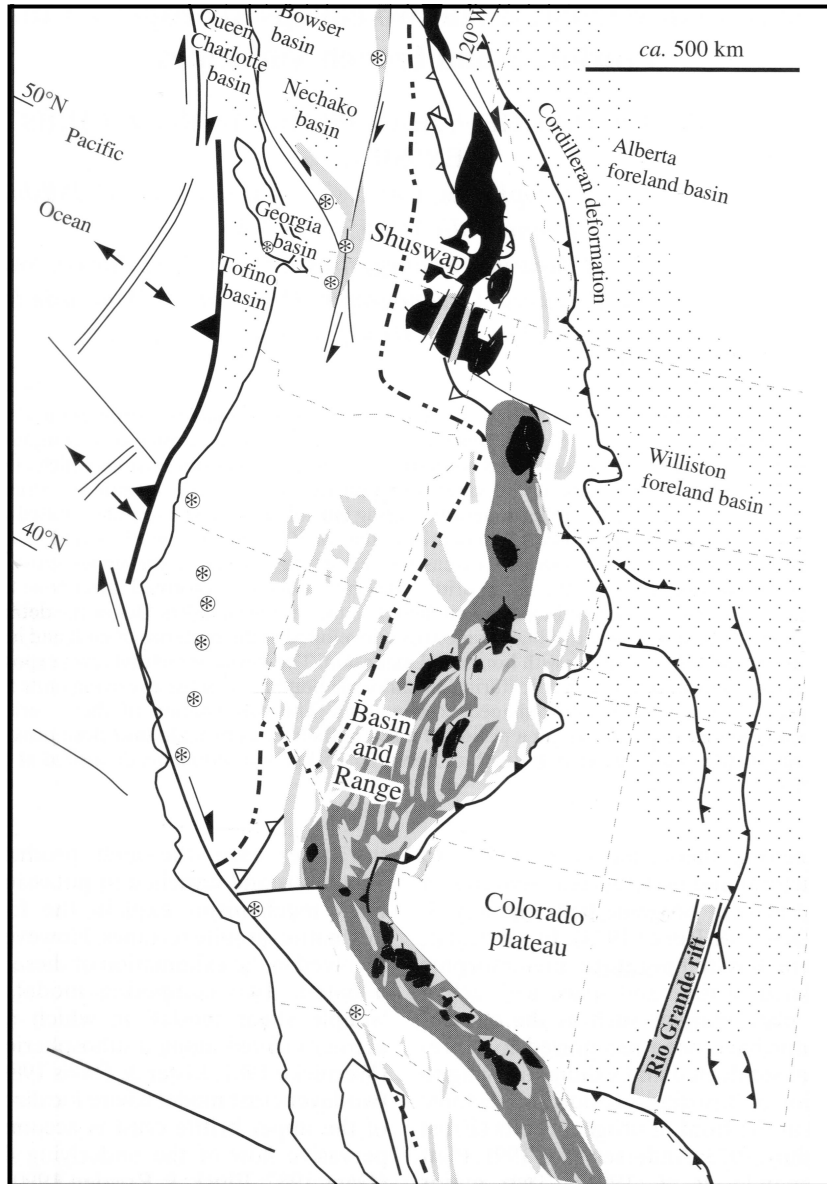 Queen
Charlotte
basin
Bowser
basin
120°W
ca. 500 km
50°N
Nechako
basin
Pacific
Ocean
Cordilleran deformation
Alberta
foreland basin
Georgia
basin
Shuswap
Tofino
basin
Williston
foreland basin
40°N
Basin
and
Range
Colorado
plateau
Rio Grande rift